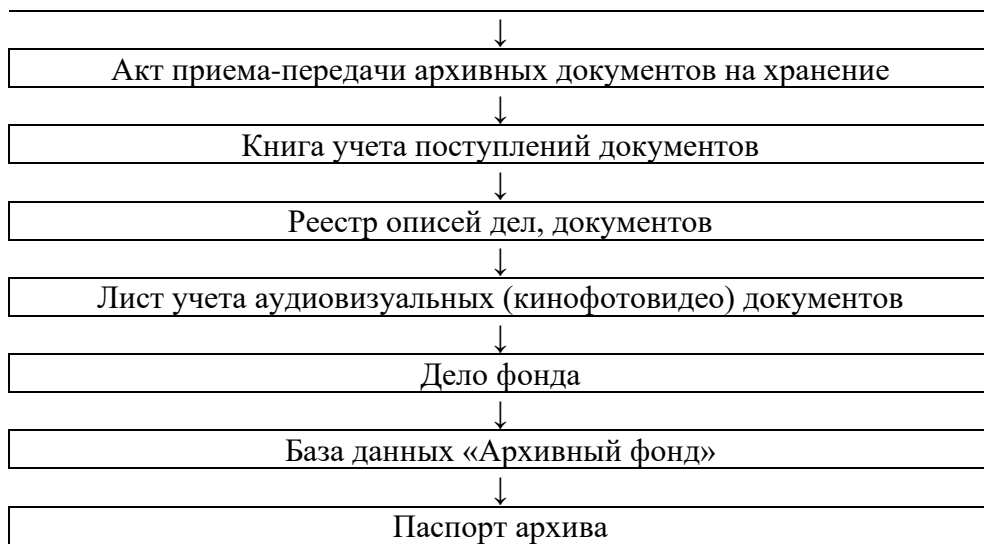 ↓
Акт приема-передачи архивных документов на хранение
↓
Книга учета поступлений документов
↓
Реестр описей дел, документов
↓
Лист учета аудиовизуальных (кинофотовидео) документов
↓
Дело фонда
↓
База данных «Архивный фонд»
↓
Паспорт архива